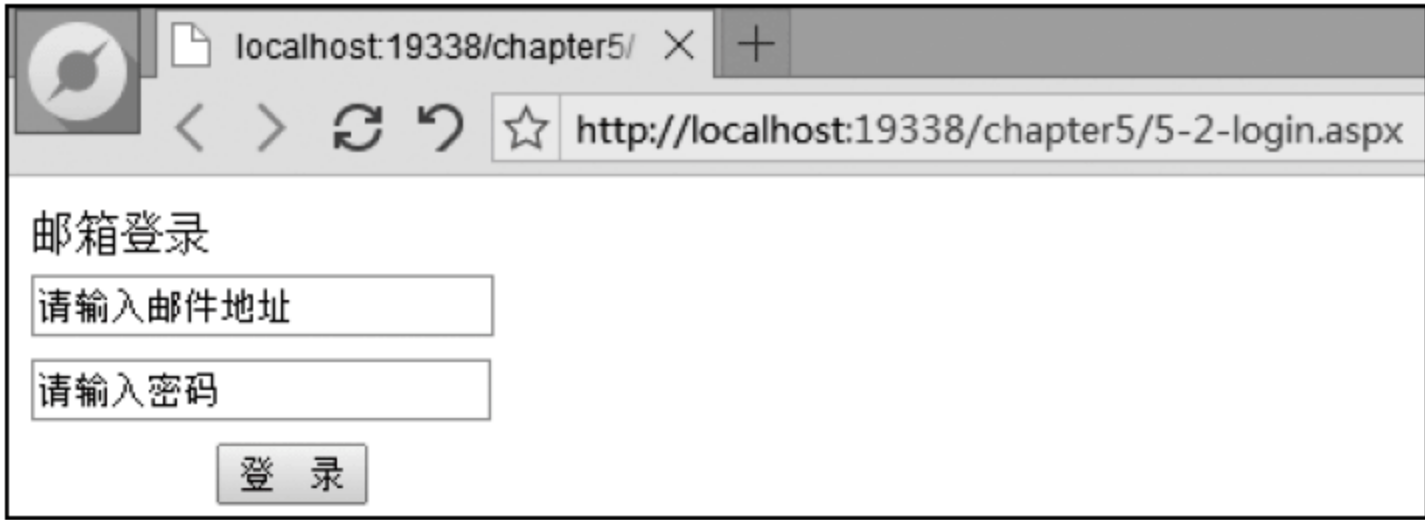 localhost:19338/chapter5/
http://localhost:19338/chapter5/5-2-login.aspx
邮箱登录
请输入邮件地址
请输入密码
登 录